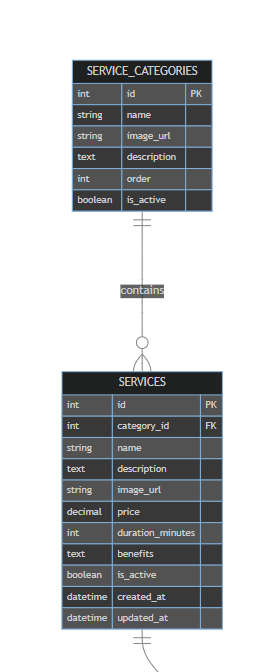 SERVICE_CATEGORIES
int id PK
string name
string image_url
text description
int order
boolean is_active
contains
SERVICES
int id PK
int category_id FK
string name
text description
string image_url
decimal price
int duration_minutes
text benefits
boolean is_active
datetime created_at
datetime updated_at